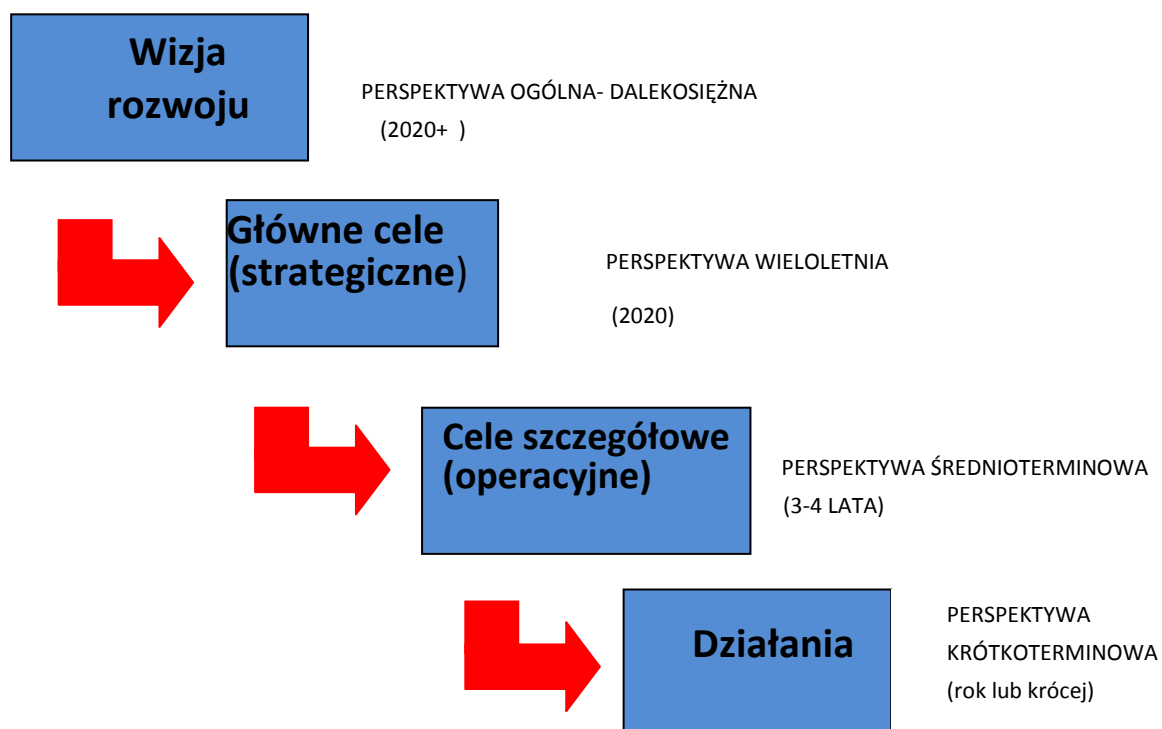 Wizja
rozwoju
PERSPEKTYWA OGÓLNA- DALEKOSIĘŻNA
(2020+ )
Główne cele
(strategiczne)
PERSPEKTYWA WIELOLETNIA
(2020)
Cele szczegółowe
(operacyjne)
PERSPEKTYWA ŚREDNIOTERMINOWA
(3-4 LATA)
Działania
PERSPEKTYWA
KRÓTKOTERMINOWA
(rok lub krócej)